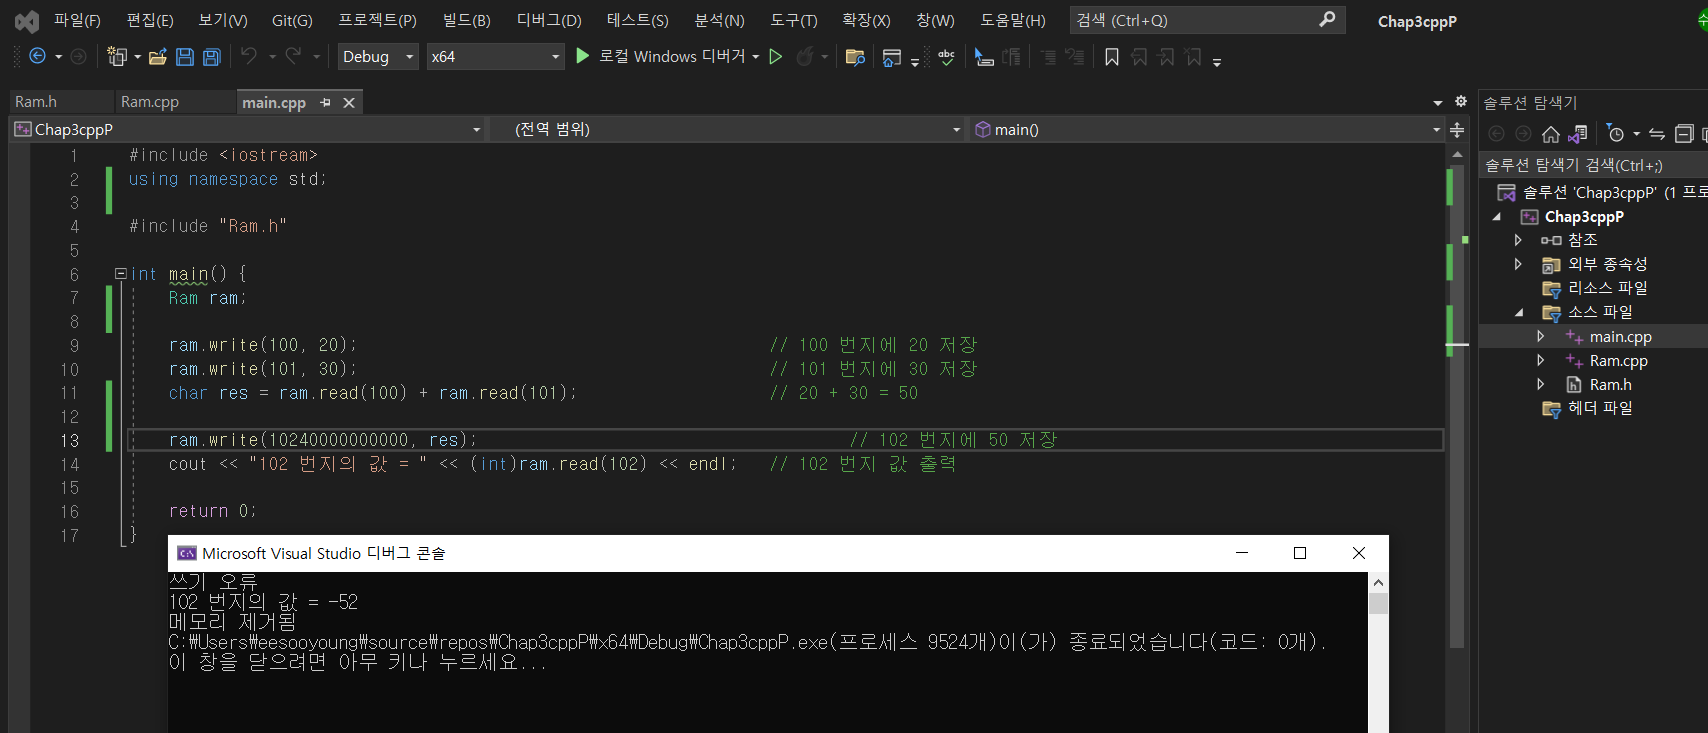 파일(F) 편집(E) 보기(V) Git(G) 프로젝트(P) 빌드(B) 디버그(D) 테스트(S) 분석(N) 도구(T) 확장(X) 창(W) 도움말(H) 검색 (Ctrl+Q) Chap3cppP
Debug x64 로컬 Windows 디버거
Ram.h Ram.cpp main.cpp
Chap3cppP (전역 범위) main()
1 #include <iostream>
2 using namespace std;
3
4 #include "Ram.h"
5
6 int main() {
7 Ram ram;
8
9 ram.write(100, 20); // 100 번지에 20 저장
10 ram.write(101, 30); // 101 번지에 30 저장
11 char res = ram.read(100) + ram.read(101); // 20 + 30 = 50
12
13 ram.write(10240000000000, res); // 102 번지에 50 저장
14 cout << "102 번지의 값 = " << (int)ram.read(102) << endl; // 102 번지 값 출력
15
16 return 0;
17 }
Microsoft Visual Studio 디버그 콘솔
쓰기 오류
102 번지의 값 = -52
메모리 제거됨
C:\Users\eesooyoung\source\repos\Chap3cppP\x64\Debug\Chap3cppP.exe(프로세스 9524개)이(가) 종료되었습니다(코드: 0개).
이 창을 닫으려면 아무 키나 누르세요...
솔루션 탐색기
솔루션 탐색기 검색(Ctrl+;)
솔루션 'Chap3cppP' (1 프로
Chap3cppP
참조
외부 종속성
리소스 파일
소스 파일
main.cpp
Ram.cpp
Ram.h
헤더 파일